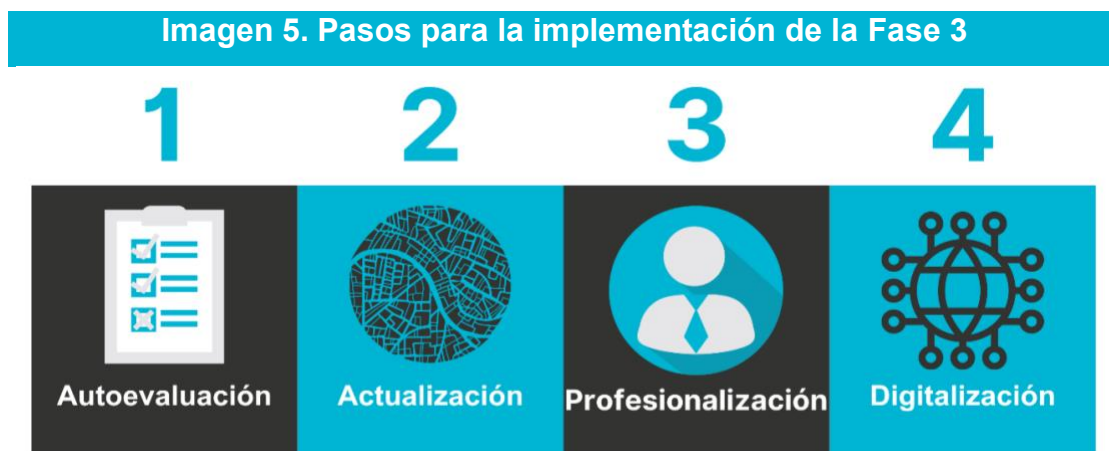 Imagen 5. Pasos para la implementación de la Fase 3
1 2 3 4
Autoevaluación Actualización Profesionalización Digitalización